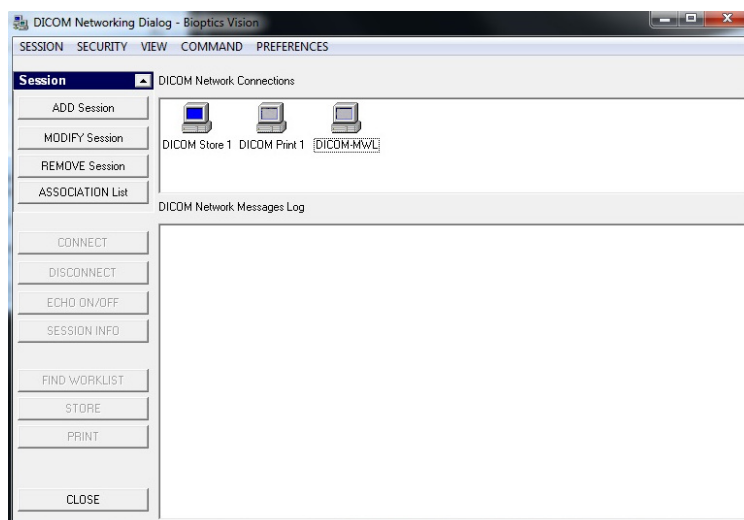 DICOM Networking Dialog - Bioptics Vision
SESSION SECURITY VIEW COMMAND PREFERENCES
Session
DICOM Network Connections
ADD Session
MODIFY Session
REMOVE Session
ASSOCIATION List
DICOM Store 1 DICOM Print 1 DICOM-MWL
DICOM Network Messages Log
CONNECT
DISCONNECT
ECHO ON/OFF
SESSION INFO
FIND WORKLIST
STORE
PRINT
CLOSE